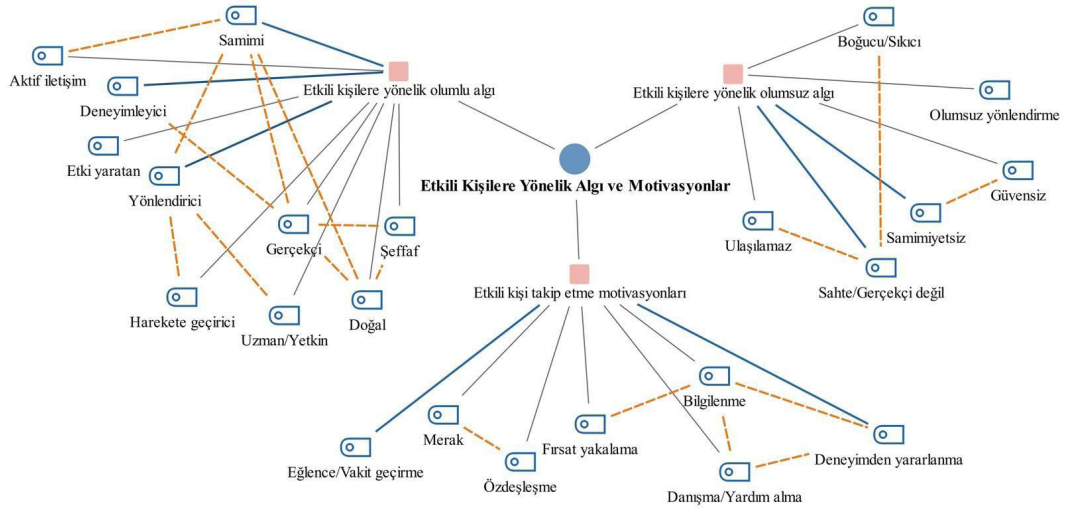 Samimi
Aktif iletişim
Deneyimleyici
Etkili kişilere yönelik olumlu algı
Etki yaratan
Yönlendirici
Gerçekçi
Şeffaf
Harekete geçirici
Uzman/Yetkin
Doğal
Etkili Kişilere Yönelik Algı ve Motivasyonlar
Boğucu/Sıkıcı
Etkili kişilere yönelik olumsuz algı
Olumsuz yönlendirme
Güvensiz
Samimiyetsiz
Ulaşılamaz
Sahte/Gerçekçi değil
Etkili kişi takip etme motivasyonları
Bilgilenme
Merak
Fırsat yakalama
Deneyimden yararlanma
Eğlence/Vakit geçirme
Özdeşleşme
Danışma/Yardım alma